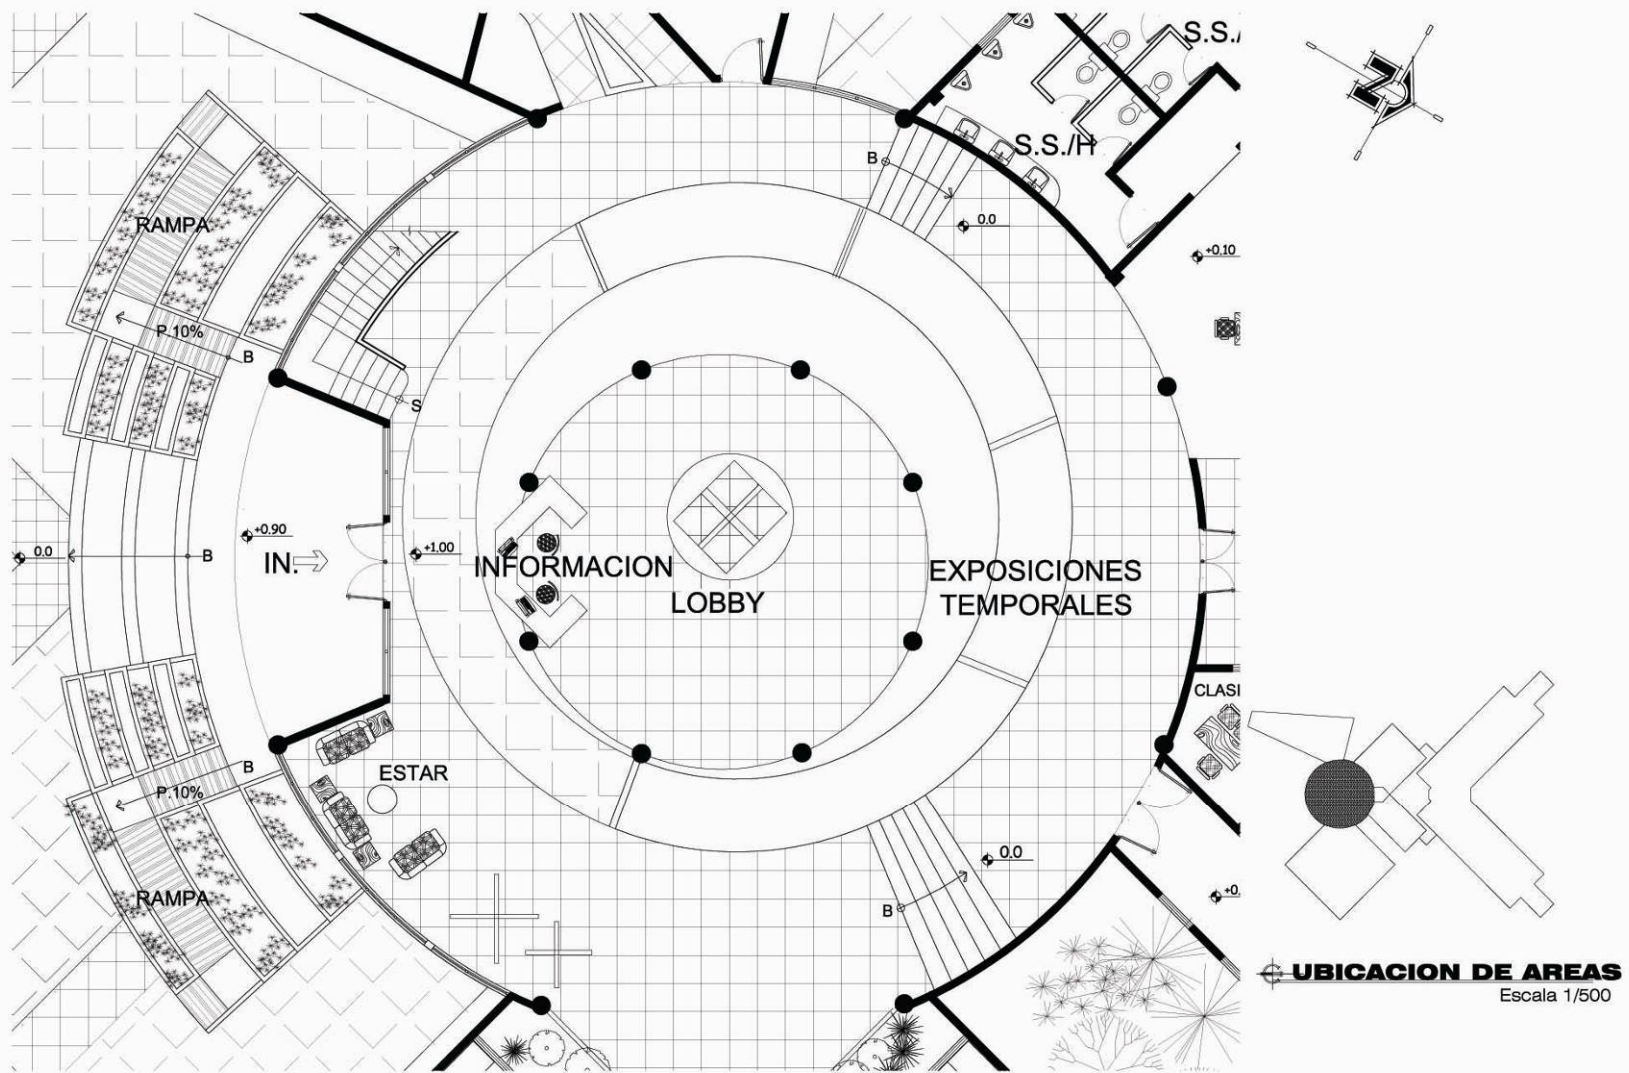 S.S./
S.S./H
B
0.0
RAMPA
+0.10
P.10%
B
S
+0.90
+1.00
0.0
B
IN.
INFORMACION
LOBBY
EXPOSICIONES
TEMPORALES
CLASI
B
P.10%
ESTAR
0.0
RAMPA
B
+0.
UBICACION DE AREAS
Escala 1/500